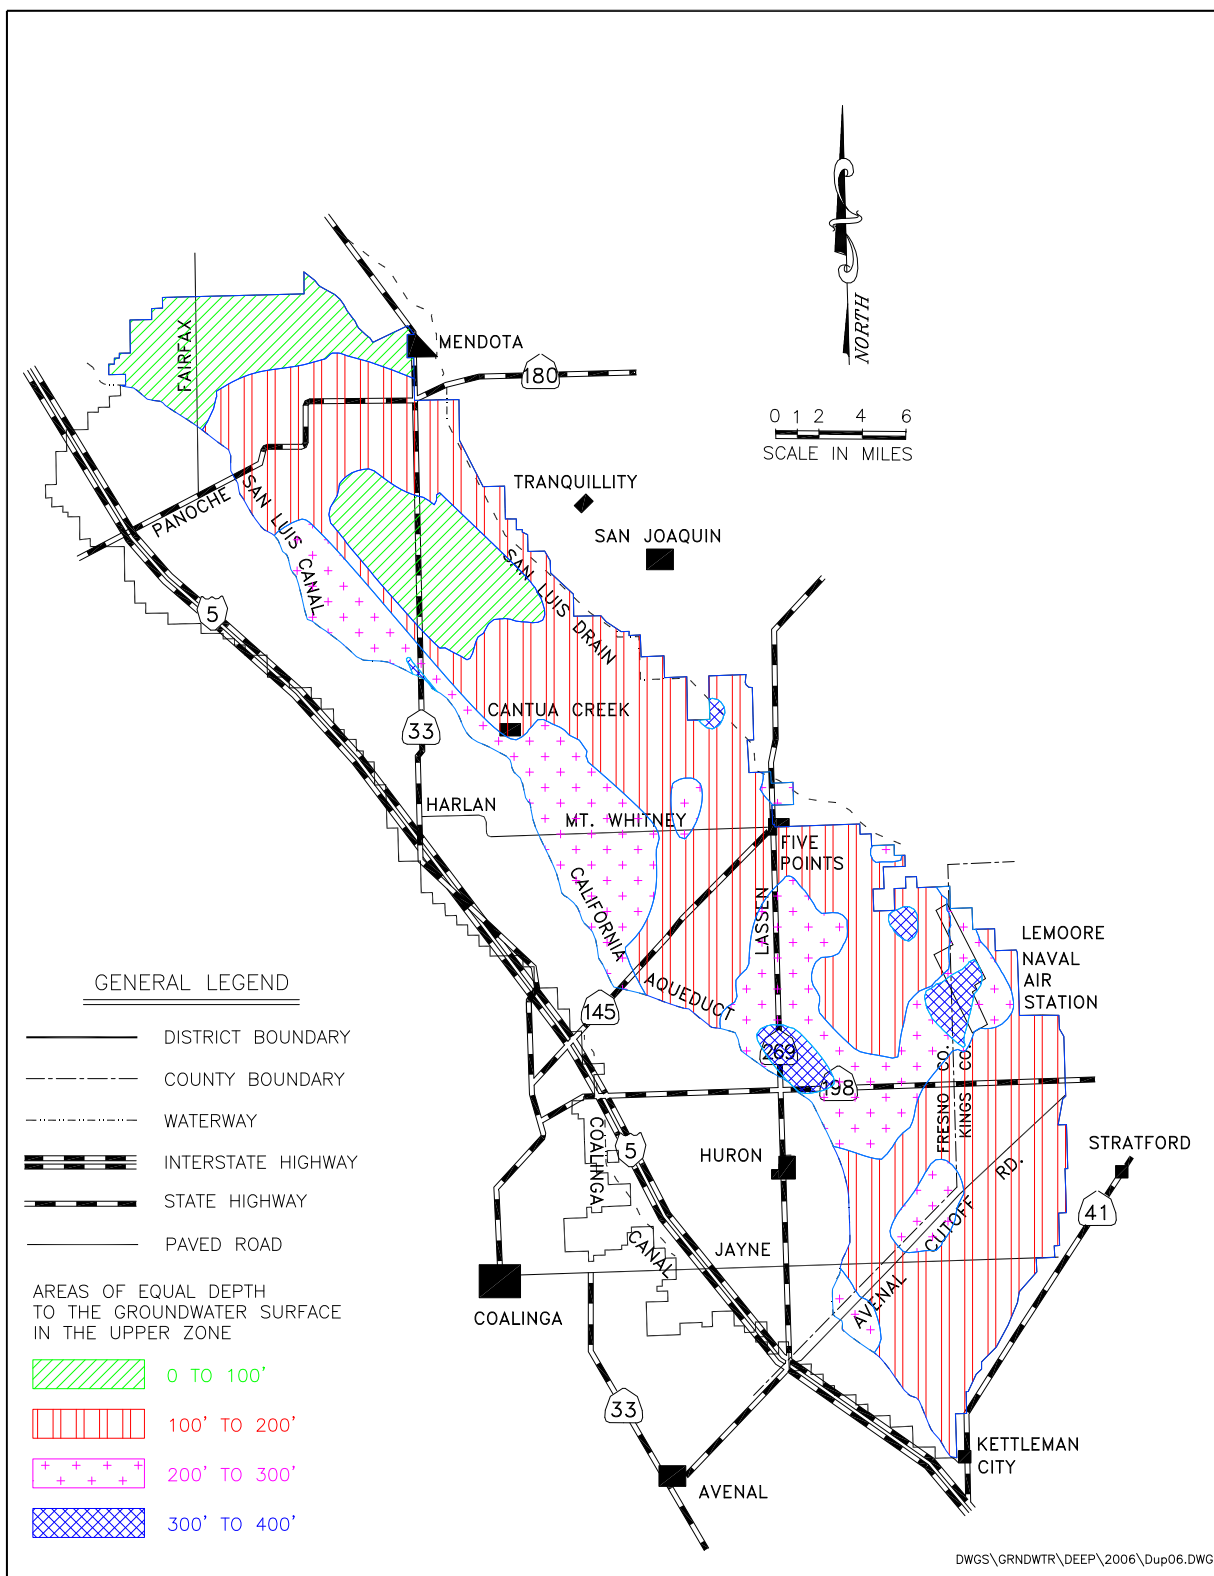 NORTH
MENDOTA
FAIRFAX
180
0 1 2 4 6
SCALE IN MILES
PANOCHE
SAN LUIS CANAL
TRANQUILLITY
SAN JOAQUIN
SAN LUIS DRAIN
5
CANTUA CREEK
33
HARLAN
MT. WHITNEY
FIVE
POINTS
CALIFORNIA
AQUEDUCT
LASSEN
LEMOORE
NAVAL
AIR
STATION
145
269
198
FRESNO CO.
KINGS CO.
COALINGA
CANAL
5
HURON
STRATFORD
41
AVENAL
CUTOFF
RD.
JAYNE
COALINGA
33
AVENAL
KETTLEMAN
CITY
GENERAL LEGEND
DISTRICT BOUNDARY
COUNTY BOUNDARY
WATERWAY
INTERSTATE HIGHWAY
STATE HIGHWAY
PAVED ROAD
AREAS OF EQUAL DEPTH
TO THE GROUNDWATER SURFACE
IN THE UPPER ZONE
0 TO 100'
100' TO 200'
200' TO 300'
300' TO 400'
DWGS\GRNDWTR\DEEP\2006\Dup06.DWG